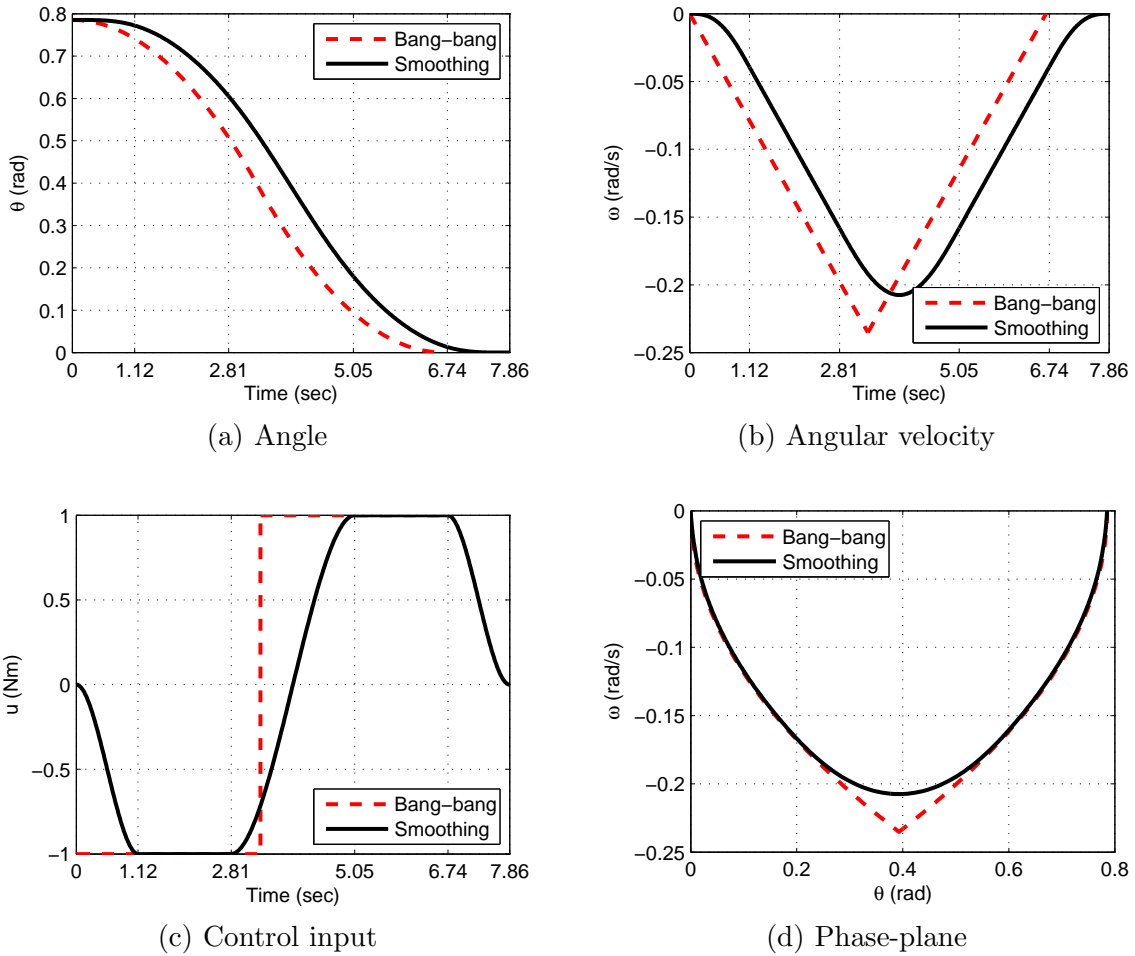 0.8
0.7
0.6
0.5
0.4
0.3
0.2
0.1
0
θ (rad)
0 1.12 2.81 5.05 6.74 7.86
Time (sec)
Bang−bang
Smoothing
(a) Angle
0
−0.05
−0.1
−0.15
−0.2
−0.25
ω (rad/s)
0 1.12 2.81 5.05 6.74 7.86
Time (sec)
Bang−bang
Smoothing
(b) Angular velocity
1
0.5
0
−0.5
−1
u (Nm)
0 1.12 2.81 5.05 6.74 7.86
Time (sec)
Bang−bang
Smoothing
(c) Control input
0
−0.05
−0.1
−0.15
−0.2
−0.25
ω (rad/s)
0 0.2 0.4 0.6 0.8
θ (rad)
Bang−bang
Smoothing
(d) Phase-plane